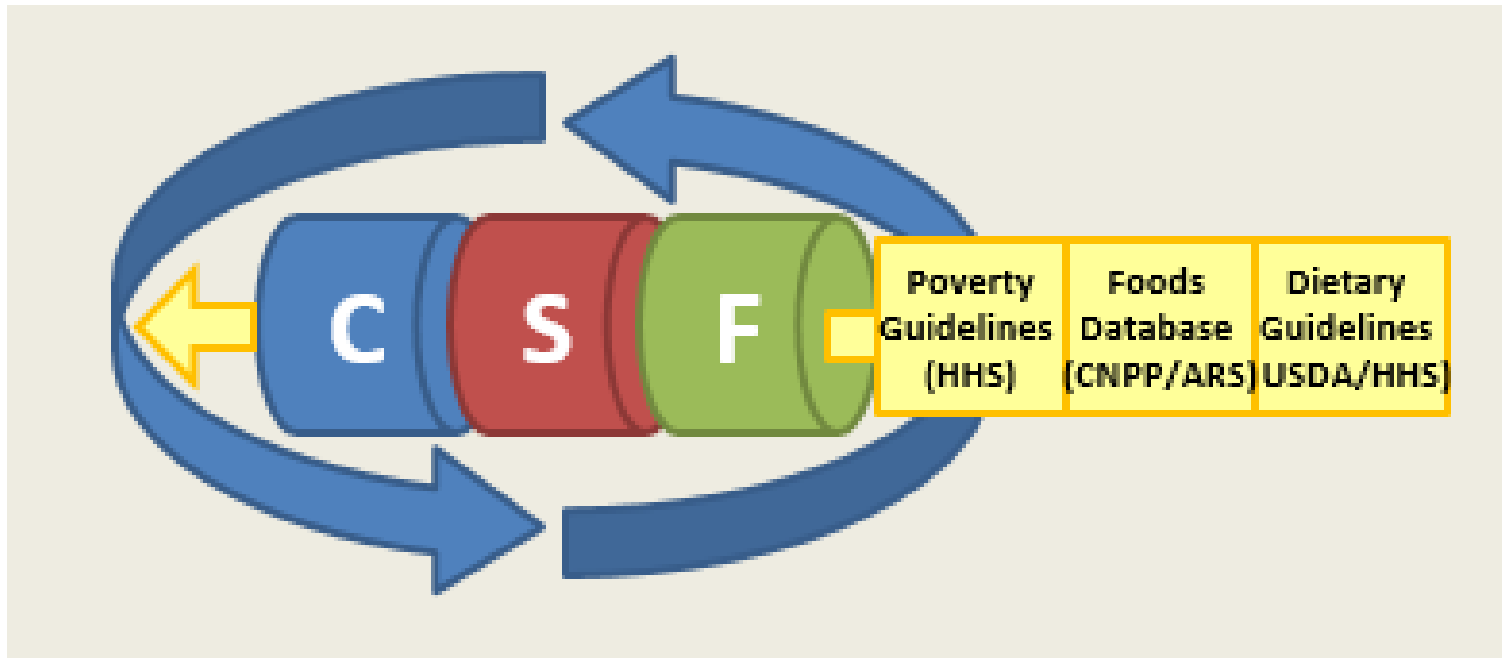 C
S
F
Poverty
Guidelines
(HHS)
Foods
Database
(CNPP/ARS)
Dietary
Guidelines
(USDA/HHS)